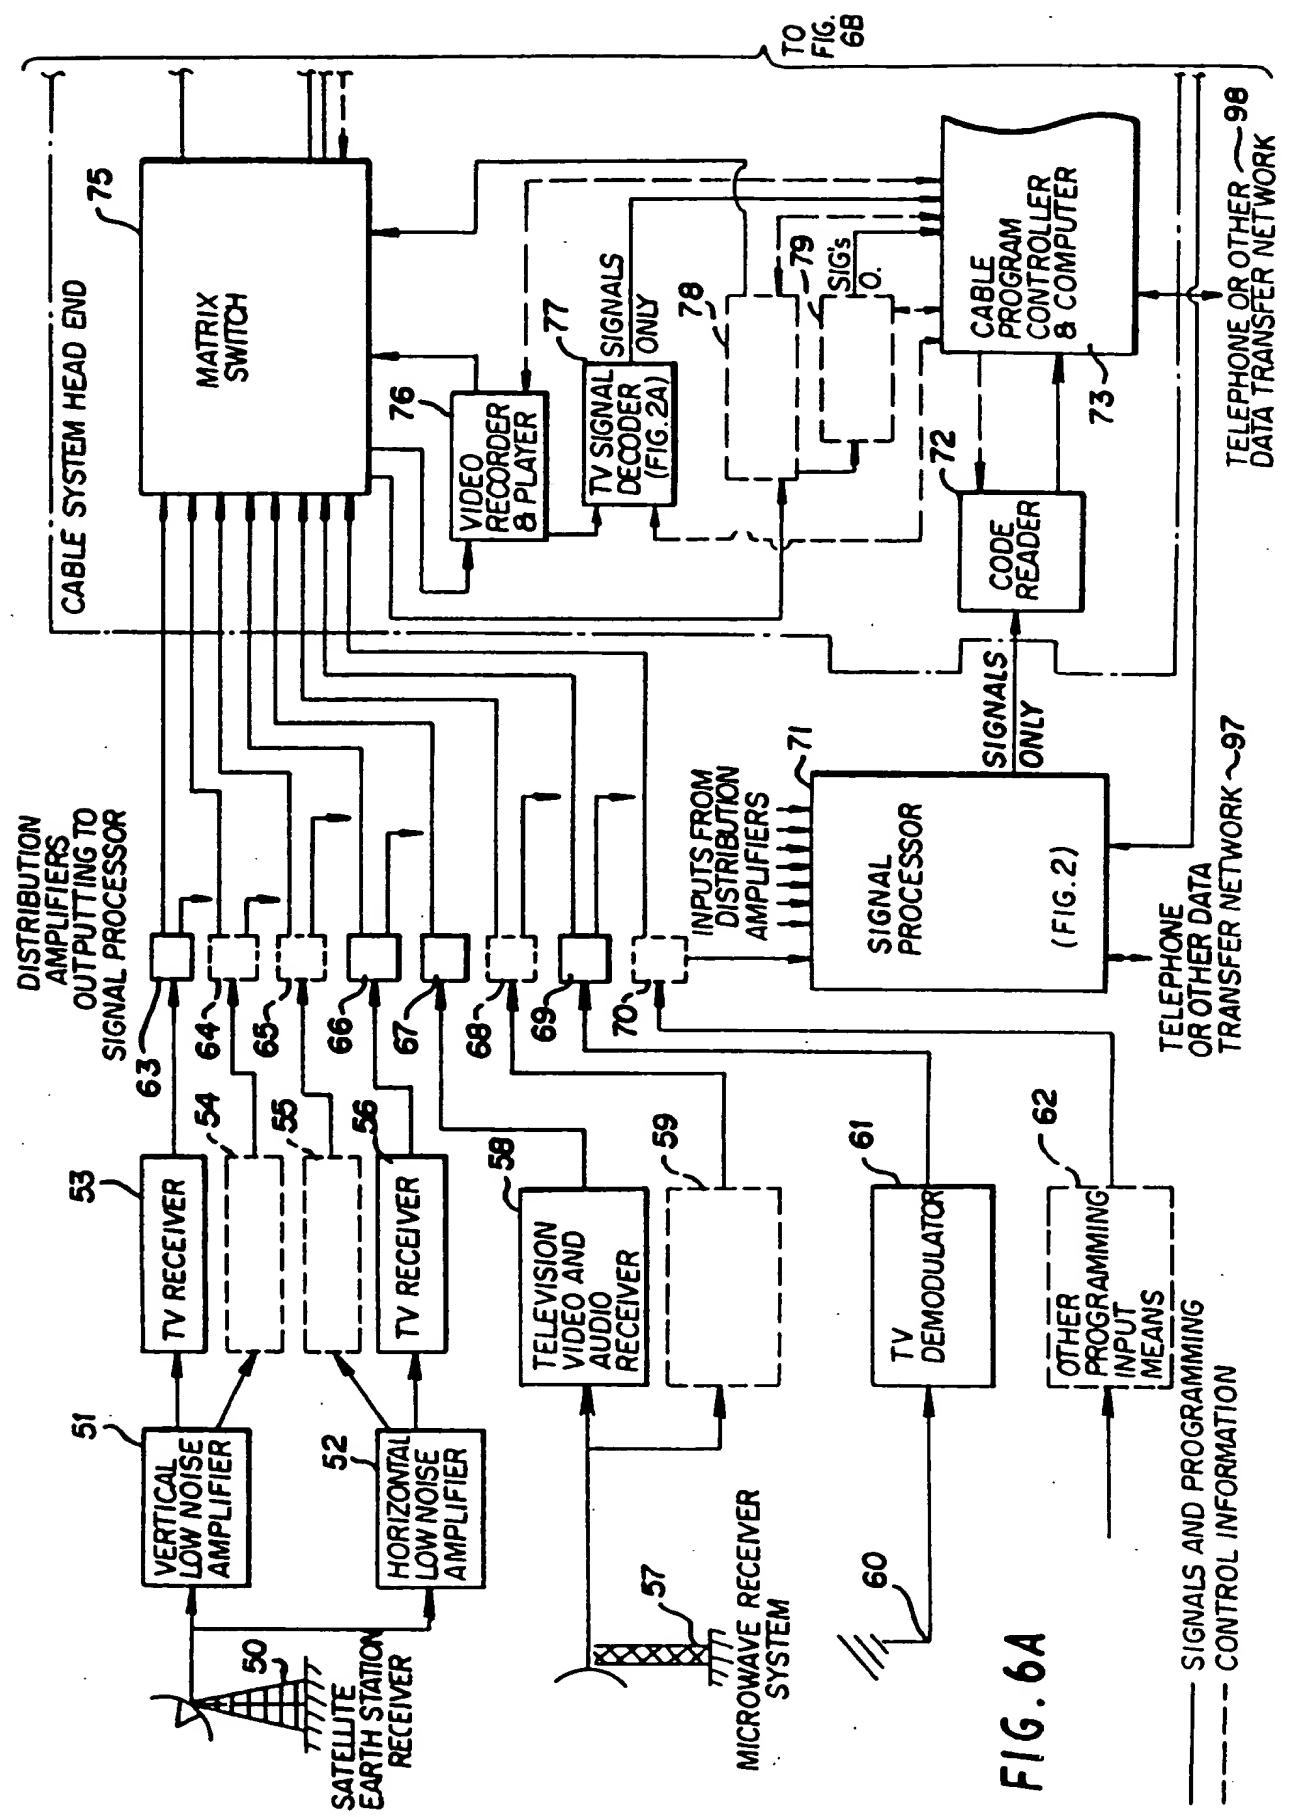 CABLE SYSTEM HEAD END
TO
FIG.
6B
75
MATRIX
SWITCH
76
VIDEO
RECORDER
& PLAYER
77
TV SIGNAL
DECODER
(FIG. 2A)
SIGNALS
ONLY
78
79
SIG's
O.
CABLE
PROGRAM
CONTROLLER
& COMPUTER
73
72
CODE
READER
TELEPHONE OR OTHER ~98
DATA TRANSFER NETWORK
DISTRIBUTION
AMPLIFIERS
OUTPUTTING TO
SIGNAL PROCESSOR
63
64
65
66
67
68
69
70
INPUTS FROM
DISTRIBUTION
AMPLIFIERS
71
SIGNAL
PROCESSOR
(FIG. 2)
SIGNALS
ONLY
TELEPHONE
OR OTHER DATA
TRANSFER NETWORK ~97
53
TV RECEIVER
54
55
56
TV RECEIVER
58
TELEVISION
VIDEO AND
AUDIO
RECEIVER
59
61
TV
DEMODULATOR
62
OTHER
PROGRAMMING
INPUT
MEANS
51
VERTICAL
LOW NOISE
AMPLIFIER
52
HORIZONTAL
LOW NOISE
AMPLIFIER
50
SATELLITE
EARTH STATION
RECEIVER
57
MICROWAVE RECEIVER
SYSTEM
60
FIG. 6A
SIGNALS AND PROGRAMMING
CONTROL INFORMATION